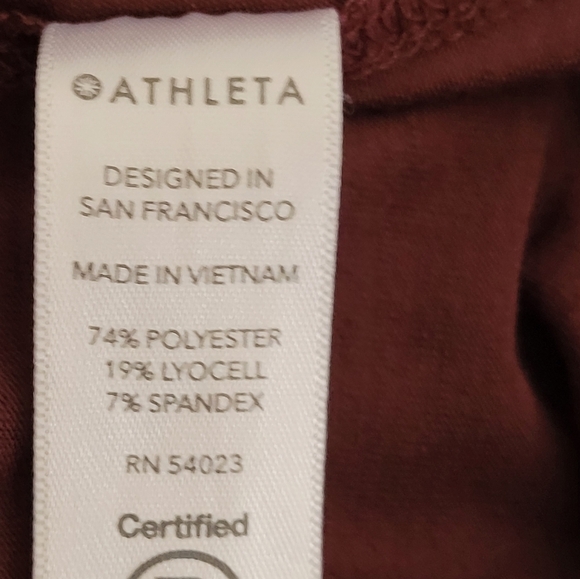 ATHLETA
DESIGNED IN
SAN FRANCISCO
MADE IN VIETNAM
74% POLYESTER
19% LYOCELL
7% SPANDEX
RN 54023
Certified